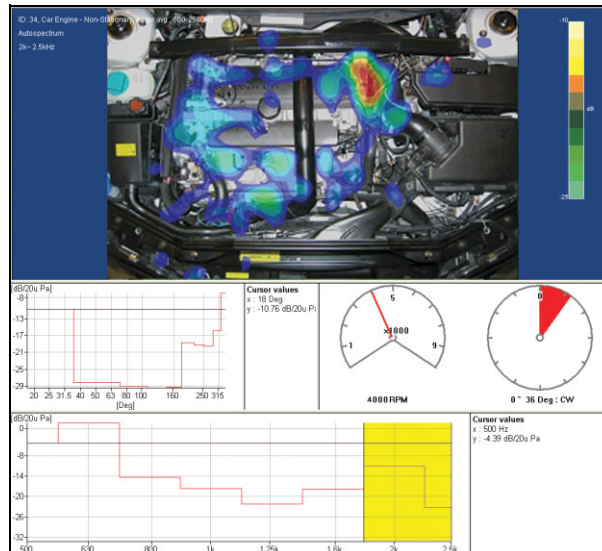 ID: 34, Car Engine - Non-Stationary,
Autospectrum
2k~ 2.5kHz
-10
dB
-25
[dB/20u Pa]
-8
-13
-17
-21
-25
-29
20 25 31.5 40 50 63 80 100 160 250 315
[Deg]
Cursor values
x : 18 Deg
y : -10.76 dB/20u Pa
1
5
9
x1000
4000 RPM
0
0 ~ 36 Deg : CW
[dB/20u Pa]
0
-8
-14
-20
-26
-32
500 630 800 1k 1.25k 1.6k 2k 2.5k
Cursor values
x : 500 Hz
y : -4.39 dB/20u Pa